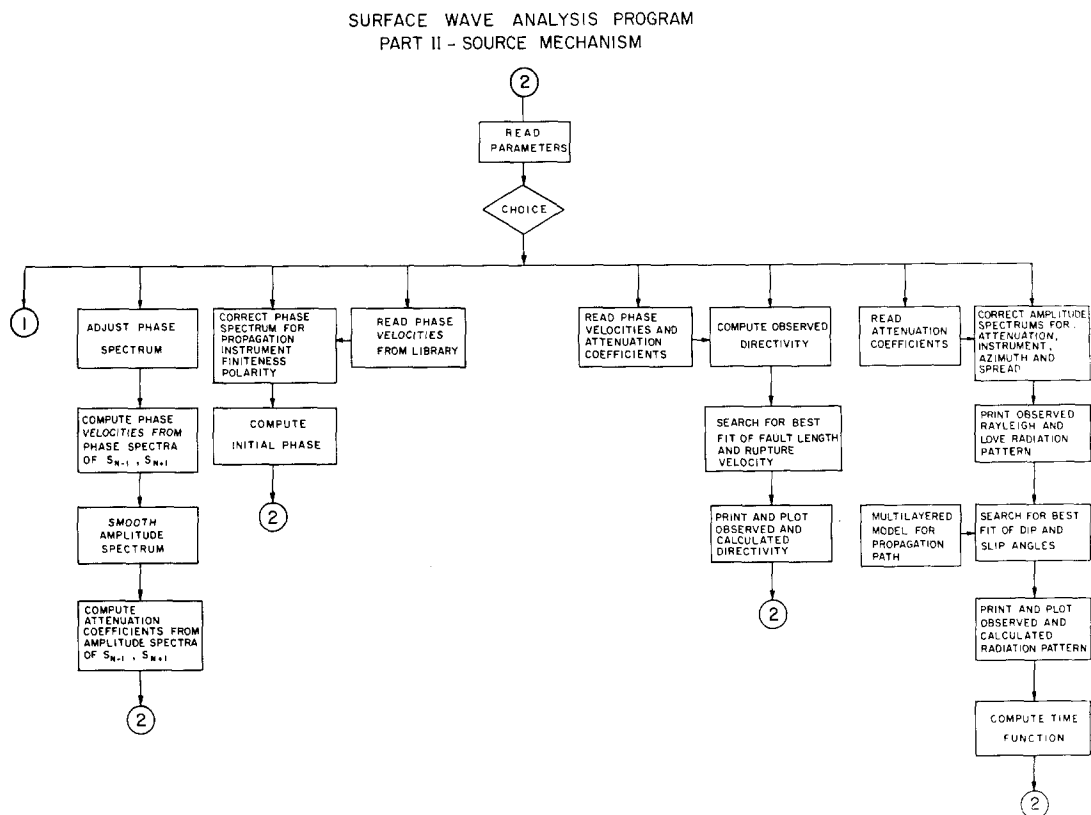 SURFACE WAVE ANALYSIS PROGRAM
PART II - SOURCE MECHANISM
2
READ
PARAMETERS
CHOICE
1
ADJUST PHASE
SPECTRUM
COMPUTE PHASE
VELOCITIES FROM
PHASE SPECTRA
OF S_{N-1}, S_{N+1}
SMOOTH
AMPLITUDE
SPECTRUM
COMPUTE
ATTENUATION
COEFFICIENTS FROM
AMPLITUDE SPECTRA
OF S_{N-1}, S_{N+1}
2
CORRECT PHASE
SPECTRUM FOR
PROPAGATION
INSTRUMENT
FINITENESS
POLARITY
COMPUTE
INITIAL PHASE
2
READ PHASE
VELOCITIES
FROM LIBRARY
READ PHASE
VELOCITIES AND
ATTENUATION
COEFFICIENTS
COMPUTE OBSERVED
DIRECTIVITY
SEARCH FOR BEST
FIT OF FAULT LENGTH
AND RUPTURE
VELOCITY
PRINT AND PLOT
OBSERVED AND
CALCULATED
DIRECTIVITY
2
READ
ATTENUATION
COEFFICIENTS
CORRECT AMPLITUDE
SPECTRUMS FOR
ATTENUATION,
INSTRUMENT,
AZIMUTH AND
SPREAD
PRINT OBSERVED
RAYLEIGH AND
LOVE RADIATION
PATTERN
MULTILAYERED
MODEL FOR
PROPAGATION
PATH
SEARCH FOR BEST
FIT OF DIP AND
SLIP ANGLES
PRINT AND PLOT
OBSERVED AND
CALCULATED
RADIATION PATTERN
COMPUTE TIME
FUNCTION
2